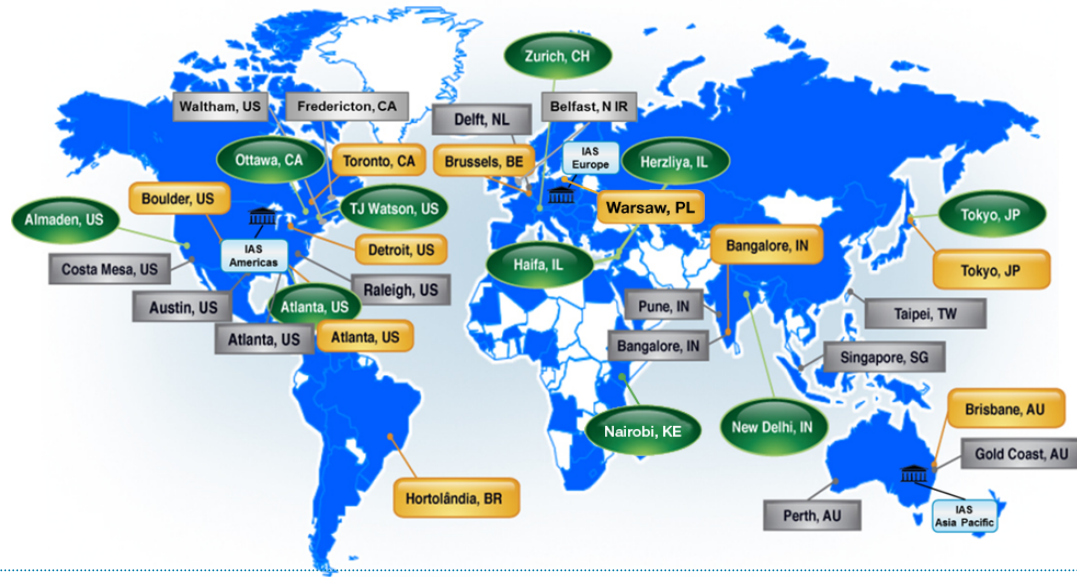 Zurich, CH
Waltham, US
Fredericton, CA
Delft, NL
Belfast, N IR
Ottawa, CA
Toronto, CA
Brussels, BE
IAS
Europe
Herzliya, IL
Boulder, US
TJ Watson, US
Warsaw, PL
Almaden, US
Tokyo, JP
IAS
Americas
Detroit, US
Bangalore, IN
Costa Mesa, US
Haifa, IL
Tokyo, JP
Raleigh, US
Austin, US
Atlanta, US
Pune, IN
Taipei, TW
Atlanta, US
Atlanta, US
Bangalore, IN
Singapore, SG
Nairobi, KE
New Delhi, IN
Brisbane, AU
Gold Coast, AU
Hortolândia, BR
Perth, AU
IAS
Asia Pacific